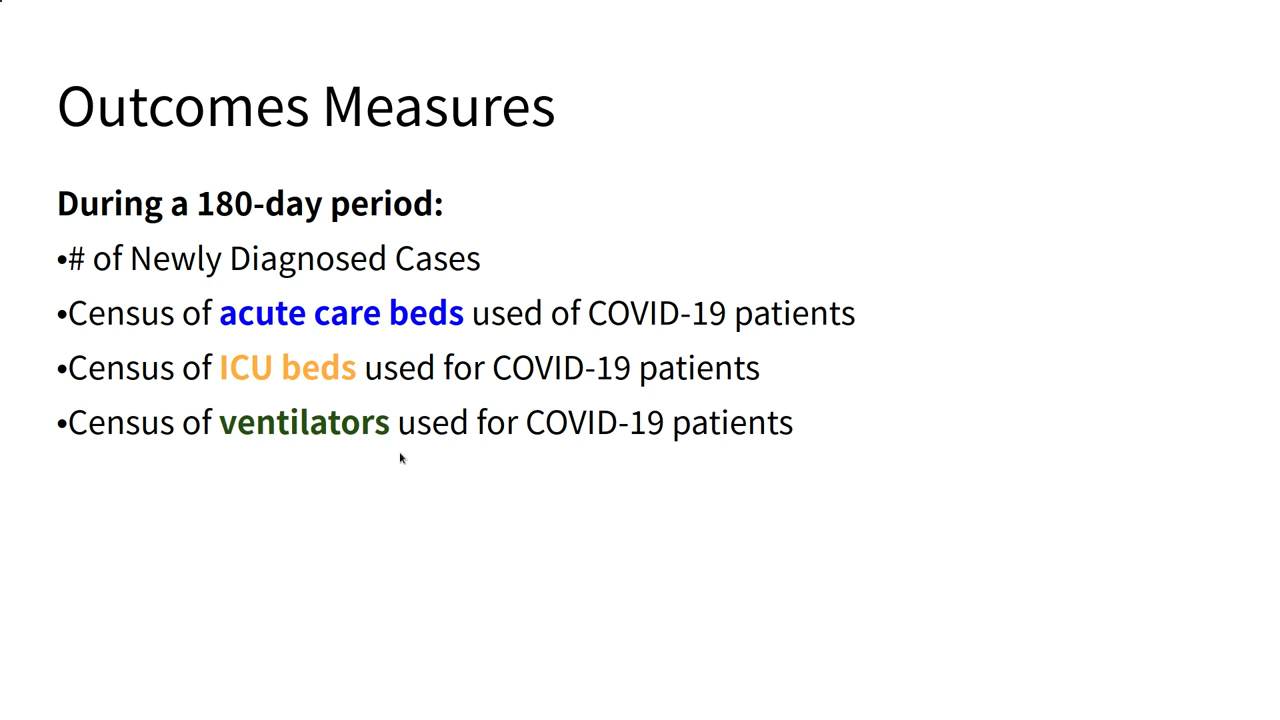 Outcomes Measures
During a 180-day period:
•# of Newly Diagnosed Cases
•Census of acute care beds used of COVID-19 patients
•Census of ICU beds used for COVID-19 patients
•Census of ventilators used for COVID-19 patients